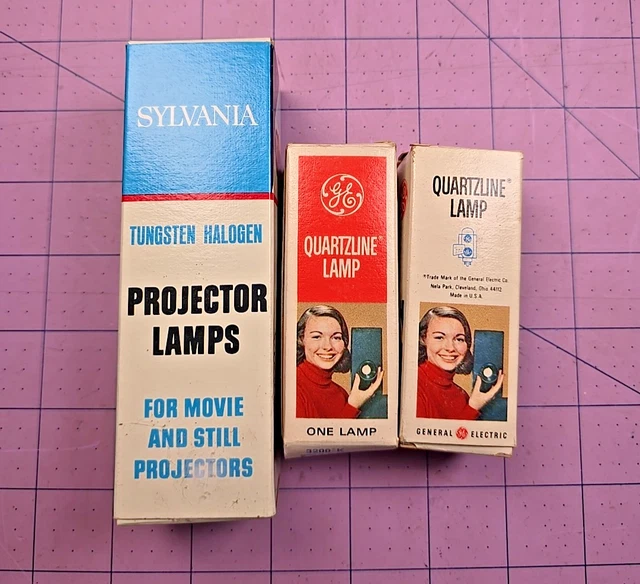 SYLVANIA
TUNGSTEN HALOGEN
PROJECTOR
LAMPS
FOR MOVIE
AND STILL
PROJECTORS
GE
QUARTZLINE®
LAMP
ONE LAMP
QUARTZLINE®
LAMP
®Trade Mark of the General Electric Co.
Nela Park, Cleveland, Ohio 44112
Made in U.S.A.
GENERAL GE ELECTRIC